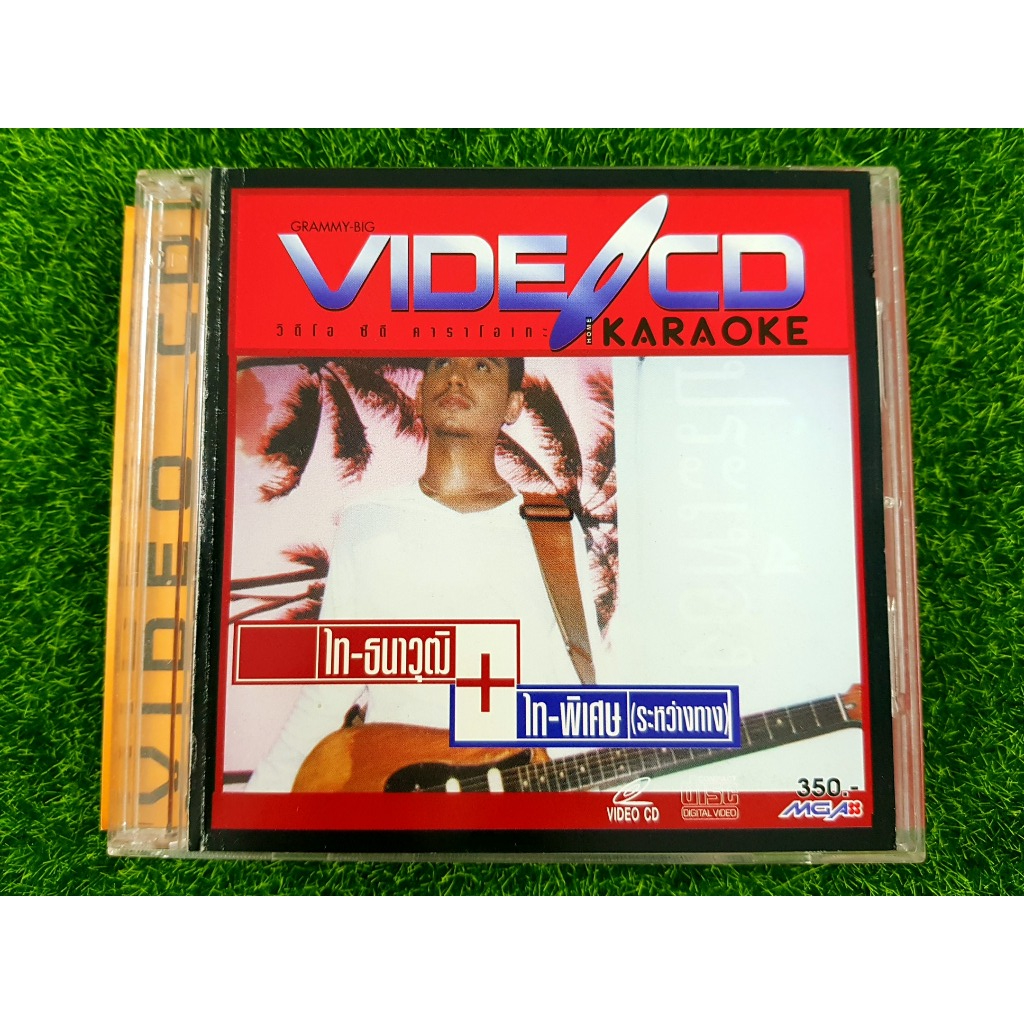 GRAMMY-BIG
VIDEO CD
วิดีโอ ซีดี คาราโอเกะ
HOME
KARAOKE
ไท-ธนาวุฒิ
+
ไท-พิเศษ (ระหว่างทาง)
350.-
VIDEO CD
DISC
DIGITAL VIDEO
MGA
VIDEO CD